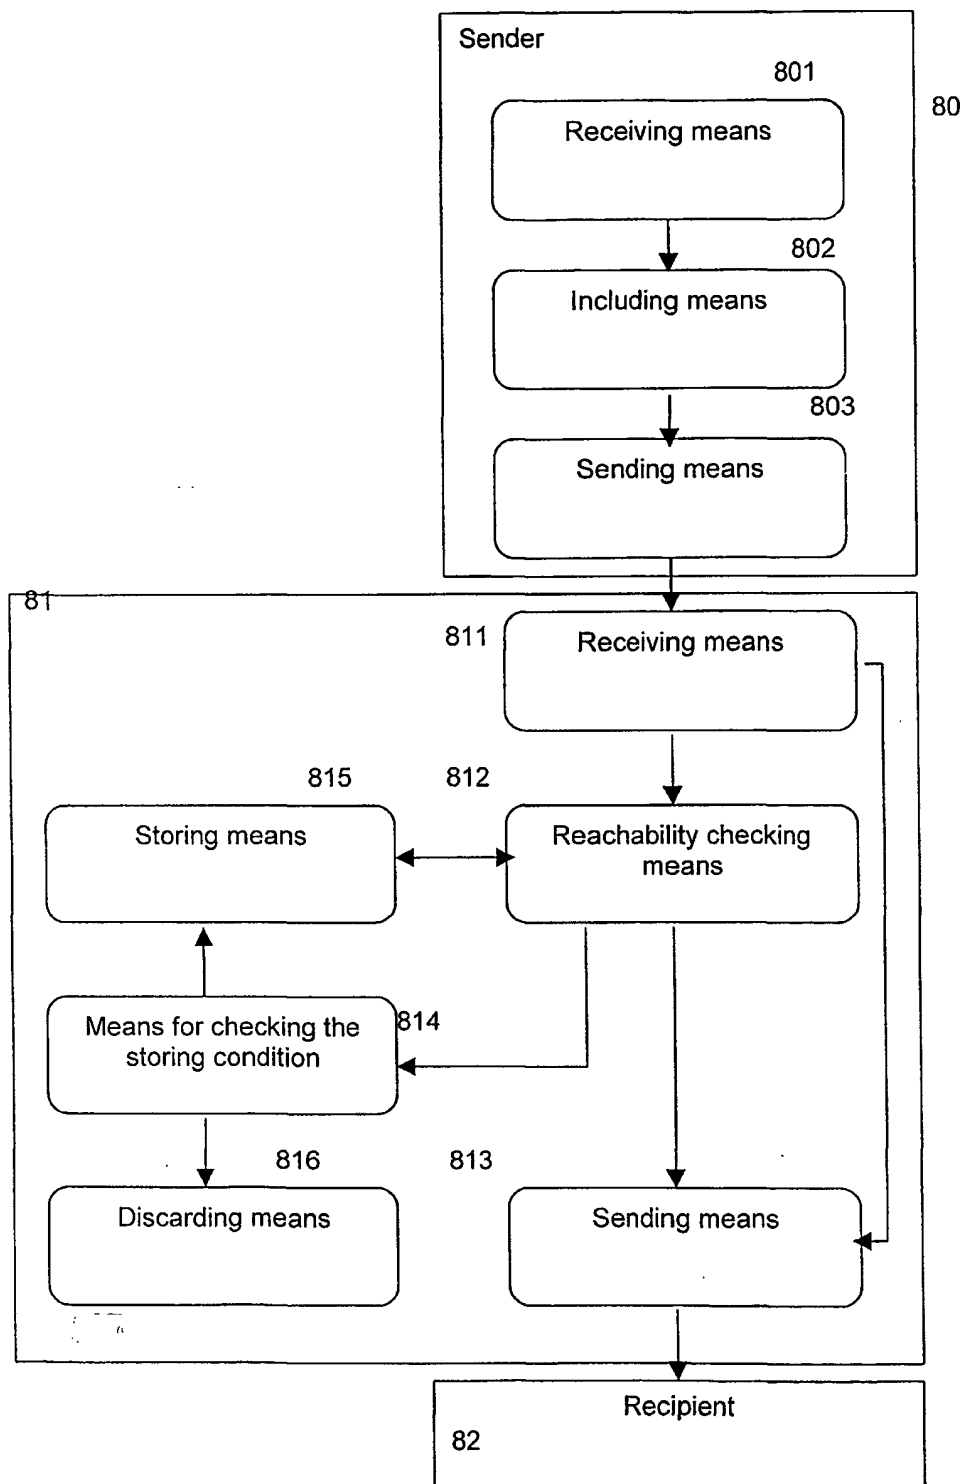 Sender
801
80
Receiving means
802
Including means
803
Sending means
81
811
Receiving means
815
812
Storing means
Reachability checking
means
814
Means for checking the
storing condition
816
813
Discarding means
Sending means
Recipient
82